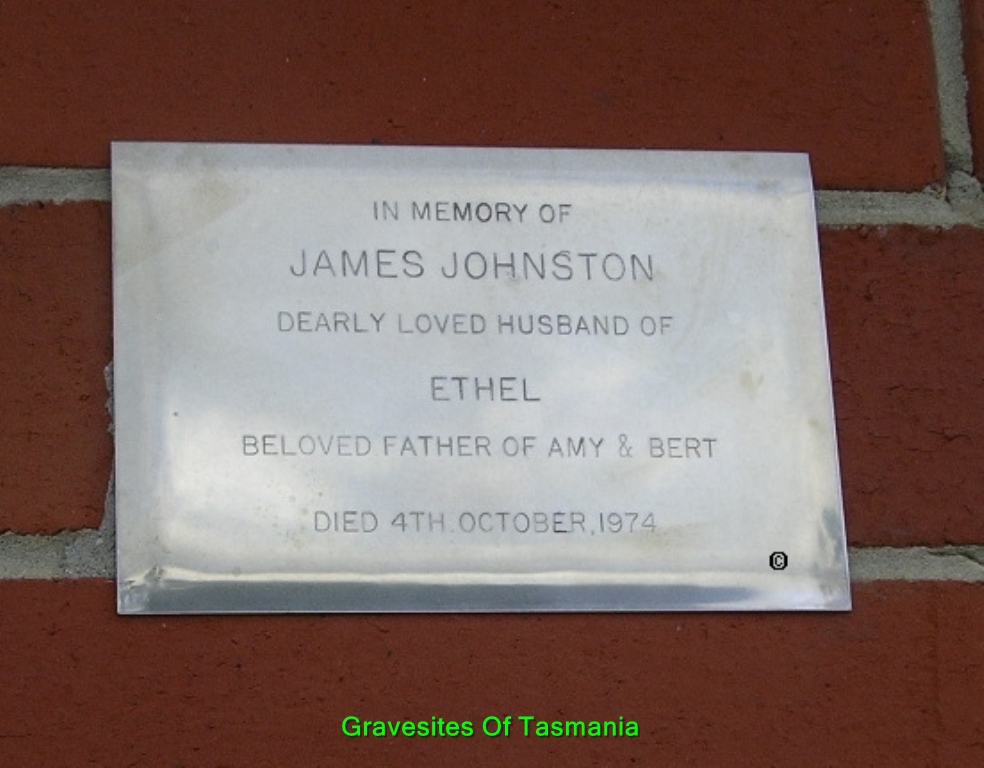 IN MEMORY OF
JAMES JOHNSTON
DEARLY LOVED HUSBAND OF
ETHEL
BELOVED FATHER OF AMY & BERT
DIED 4TH.OCTOBER,1974
©
Gravesites Of Tasmania